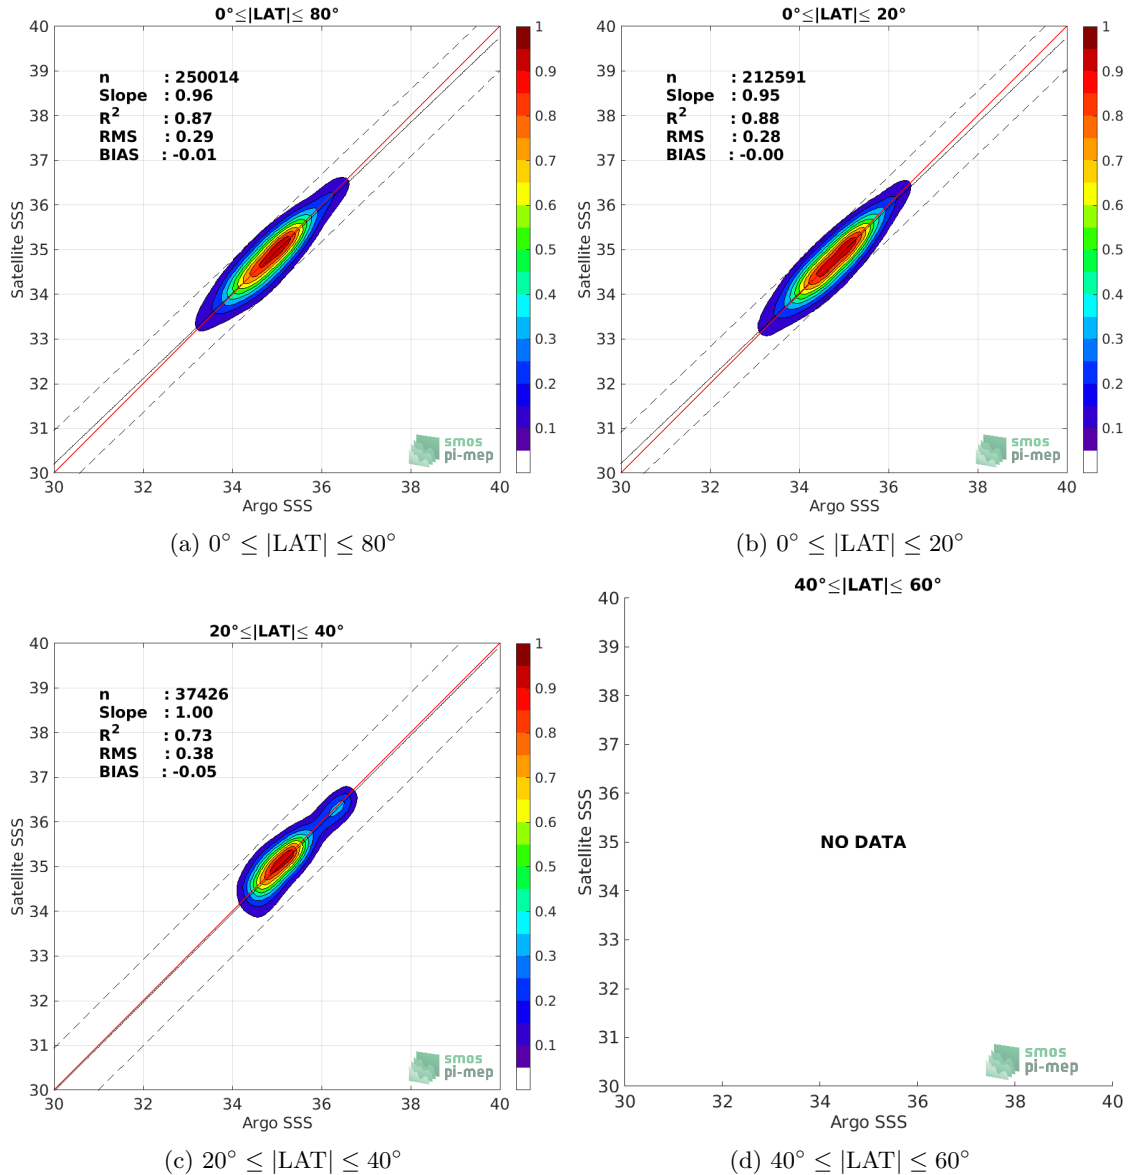 0°≤|LAT|≤ 80°
40
39
38
37
36
35
34
33
32
31
30
Satellite SSS
n : 250014
Slope : 0.96
R² : 0.87
RMS : 0.29
BIAS : -0.01
smos
pi-mep
30 32 34 36 38 40
Argo SSS
1
0.9
0.8
0.7
0.6
0.5
0.4
0.3
0.2
0.1
(a) 0° ≤ |LAT| ≤ 80°
0°≤|LAT|≤ 20°
40
39
38
37
36
35
34
33
32
31
30
Satellite SSS
n : 212591
Slope : 0.95
R² : 0.88
RMS : 0.28
BIAS : -0.00
smos
pi-mep
30 32 34 36 38 40
Argo SSS
1
0.9
0.8
0.7
0.6
0.5
0.4
0.3
0.2
0.1
(b) 0° ≤ |LAT| ≤ 20°
20°≤|LAT|≤ 40°
40
39
38
37
36
35
34
33
32
31
30
Satellite SSS
n : 37426
Slope : 1.00
R² : 0.73
RMS : 0.38
BIAS : -0.05
smos
pi-mep
30 32 34 36 38 40
Argo SSS
1
0.9
0.8
0.7
0.6
0.5
0.4
0.3
0.2
0.1
(c) 20° ≤ |LAT| ≤ 40°
40°≤|LAT|≤ 60°
40
39
38
37
36
35
34
33
32
31
30
Satellite SSS
NO DATA
smos
pi-mep
30 32 34 36 38 40
Argo SSS
(d) 40° ≤ |LAT| ≤ 60°